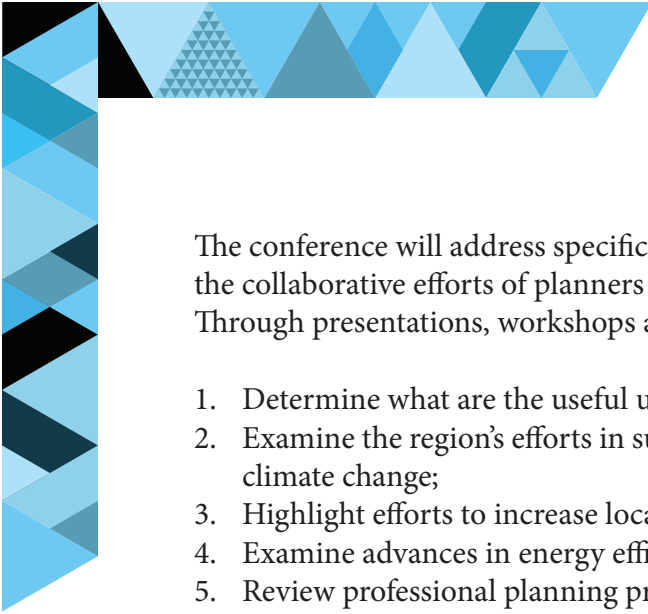 The conference will address specific
the collaborative efforts of planners
Through presentations, workshops
1. Determine what are the useful
2. Examine the region's efforts in
climate change;
3. Highlight efforts to increase
4. Examine advances in energy
5. Review professional planning